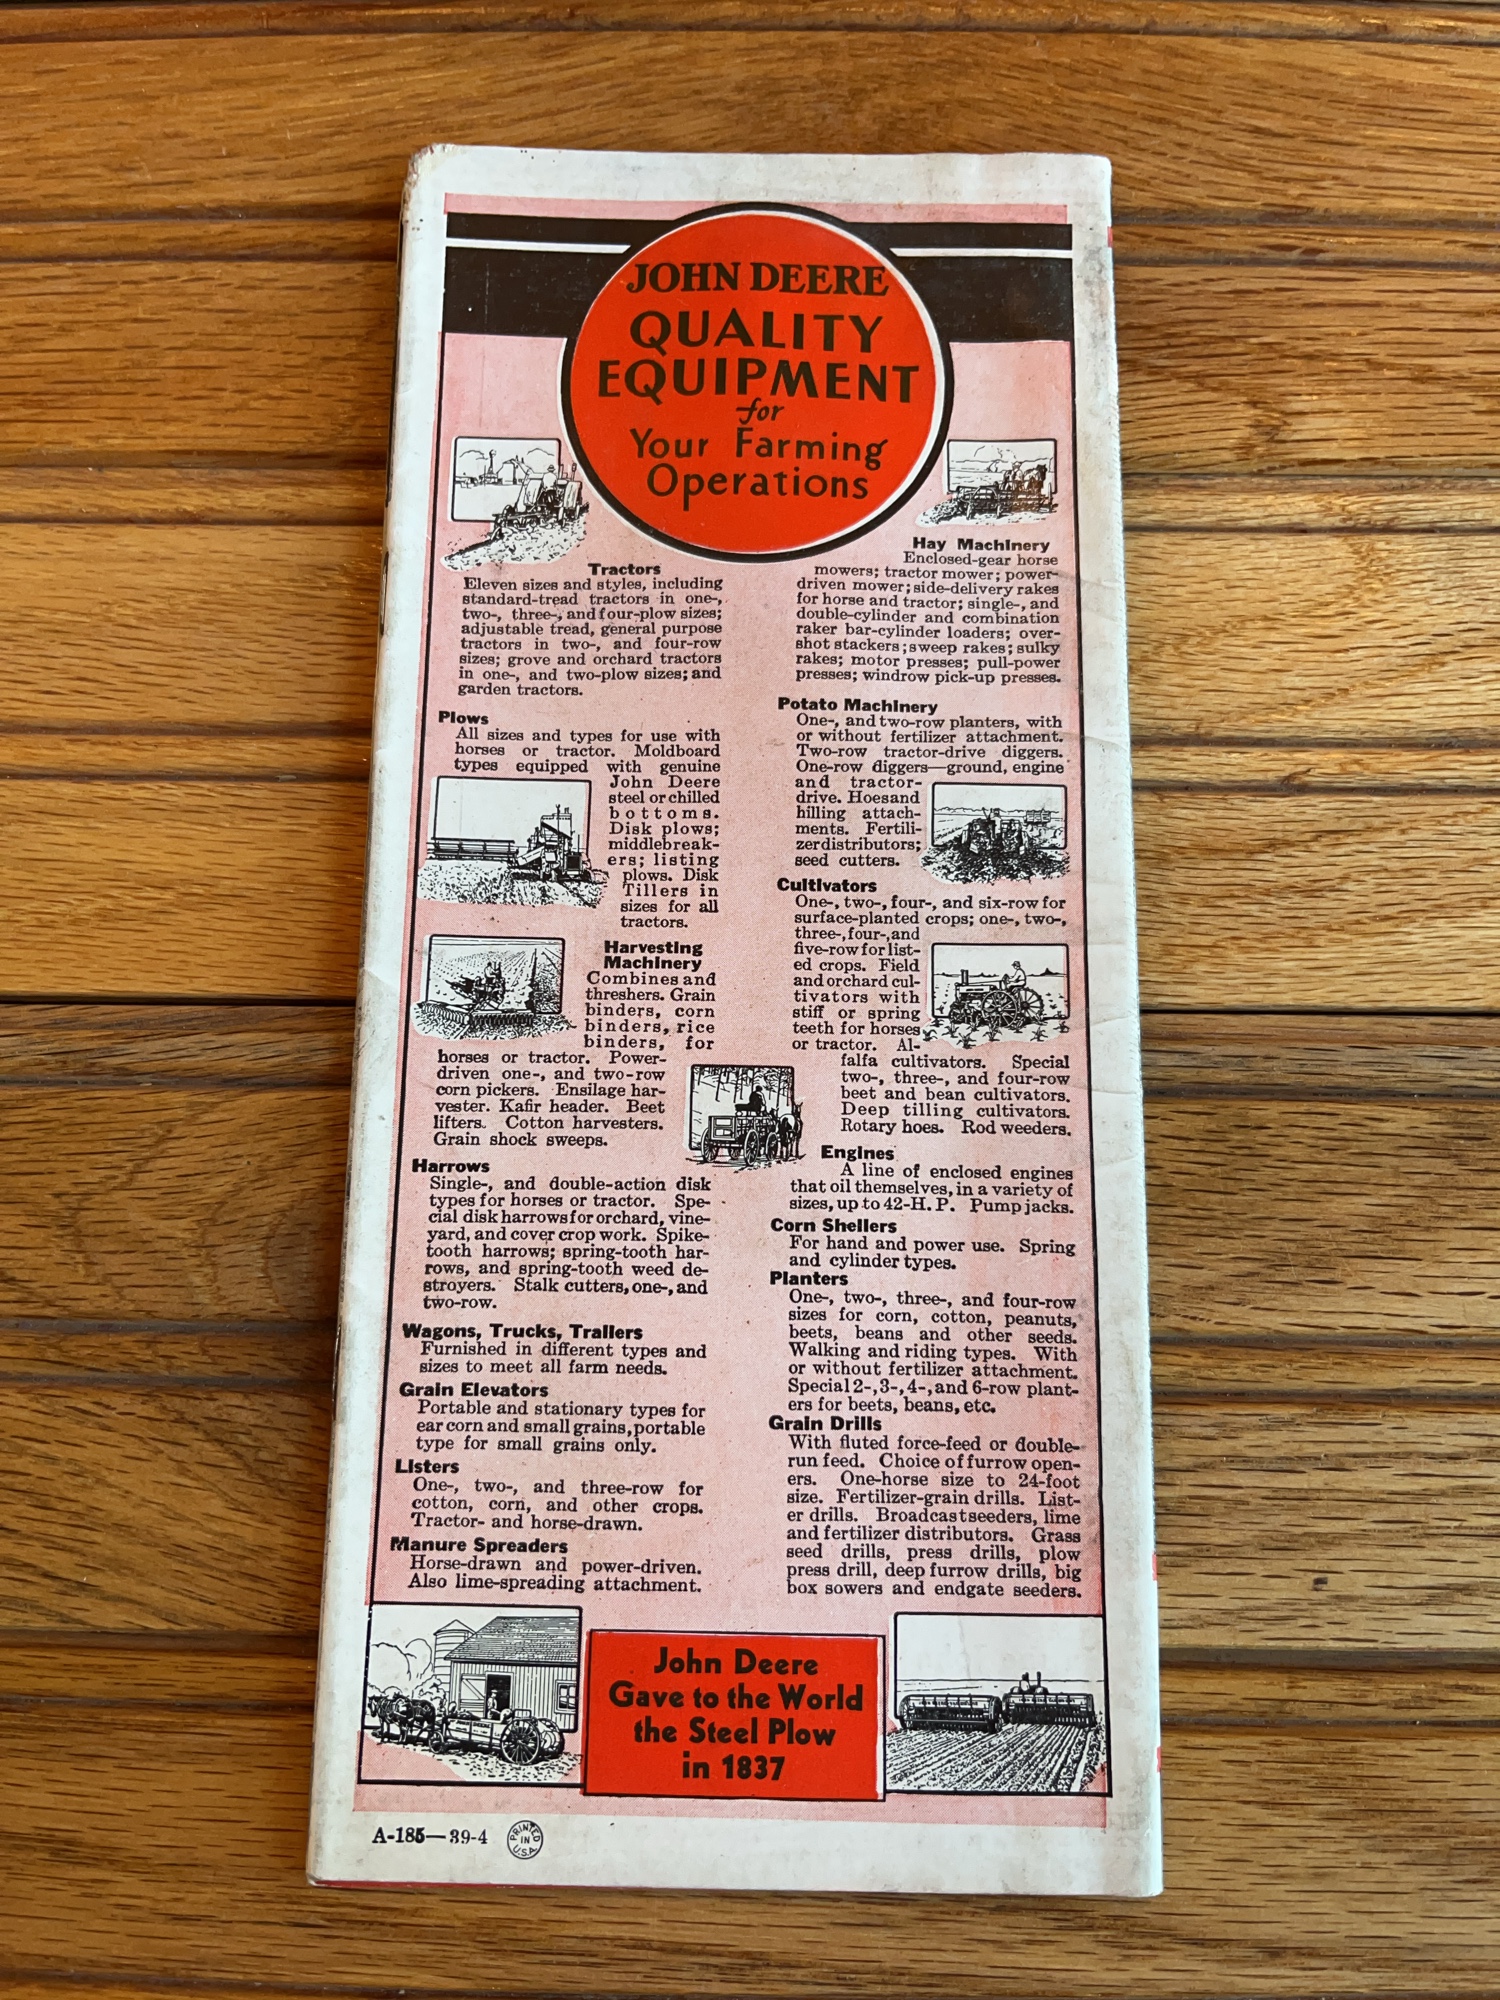 JOHN DEERE
QUALITY
EQUIPMENT
for
Your Farming
Operations
Tractors
Eleven sizes and styles, including
standard-tread tractors in one-,
two-, three-, and four-plow sizes;
adjustable tread, general purpose
tractors in two-, and four-row
sizes; grove and orchard tractors
in one-, and two-plow sizes; and
garden tractors.
Plows
All sizes and types for use with
horses or tractor. Moldboard
types equipped with genuine
John Deere
steel or chilled
bottoms.
Disk plows;
middlebreak-
ers; listing
plows. Disk
Tillers in
sizes for all
tractors.
Harvesting
Machinery
Combines and
threshers. Grain
binders, corn
binders, rice
binders, for
horses or tractor. Power-
driven one-, and two-row
corn pickers. Ensilage har-
vester. Kafir header. Beet
lifters. Cotton harvesters.
Grain shock sweeps.
Harrows
Single-, and double-action disk
types for horses or tractor. Spe-
cial disk harrows for orchard, vine-
yard, and cover crop work. Spike-
tooth harrows; spring-tooth har-
rows, and spring-tooth weed de-
stroyers. Stalk cutters, one-, and
two-row.
Wagons, Trucks, Trailers
Furnished in different types and
sizes to meet all farm needs.
Grain Elevators
Portable and stationary types for
ear corn and small grains, portable
type for small grains only.
Listers
One-, two-, and three-row for
cotton, corn, and other crops.
Tractor- and horse-drawn.
Manure Spreaders
Horse-drawn and power-driven.
Also lime-spreading attachment.
Hay Machinery
Enclosed-gear horse
mowers; tractor mower; power-
driven mower; side-delivery rakes
for horse and tractor; single-, and
double-cylinder and combination
raker bar-cylinder loaders; over-
shot stackers; sweep rakes; sulky
rakes; motor presses; pull-power
presses; windrow pick-up presses.
Potato Machinery
One-, and two-row planters, with
or without fertilizer attachment.
Two-row tractor-drive diggers.
One-row diggers—ground, engine
and tractor-
drive. Hoes and
hilling attach-
ments. Fertili-
zer distributors;
seed cutters.
Cultivators
One-, two-, four-, and six-row for
surface-planted crops; one-, two-,
three-, four-, and
five-row for list-
ed crops. Field
and orchard cul-
tivators with
stiff or spring
teeth for horses
or tractor. Al-
falfa cultivators. Special
two-, three-, and four-row
beet and bean cultivators.
Deep tilling cultivators.
Rotary hoes. Rod weeders.
Engines
A line of enclosed engines
that oil themselves, in a variety of
sizes, up to 42-H. P. Pump jacks.
Corn Shellers
For hand and power use. Spring
and cylinder types.
Planters
One-, two-, three-, and four-row
sizes for corn, cotton, peanuts,
beets, beans and other seeds.
Walking and riding types. With
or without fertilizer attachment.
Special 2-, 3-, 4-, and 6-row plant-
ers for beets, beans, etc.
Grain Drills
With fluted force-feed or double-
run feed. Choice of furrow open-
ers. One-horse size to 24-foot
size. Fertilizer-grain drills. List-
er drills. Broadcast seeders, lime
and fertilizer distributors. Grass
seed drills, press drills, plow
press drill, deep furrow drills, big
box sowers and endgate seeders.
John Deere
Gave to the World
the Steel Plow
in 1837
A-185—39-4
PRINTED
IN
U.S.A.